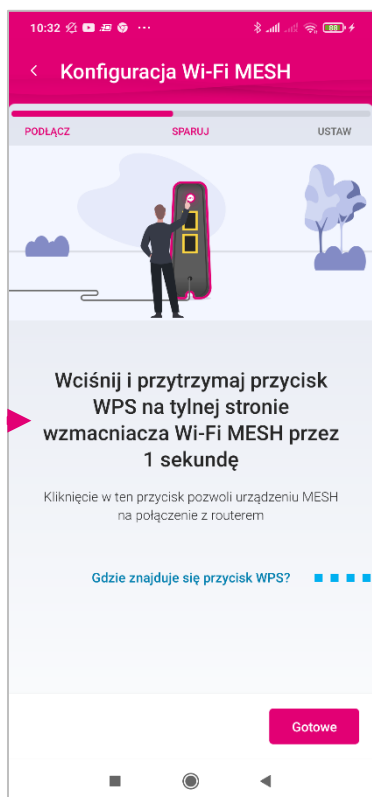 10:32
88
Konfiguracja Wi-Fi MESH
PODŁĄCZ SPARUJ USTAW
Wciśnij i przytrzymaj przycisk
WPS na tylnej stronie
wzmacniacza Wi-Fi MESH przez
1 sekundę
Kliknięcie w ten przycisk pozwoli urządzeniu MESH
na połączenie z routerem
Gdzie znajduje się przycisk WPS?
Gotowe